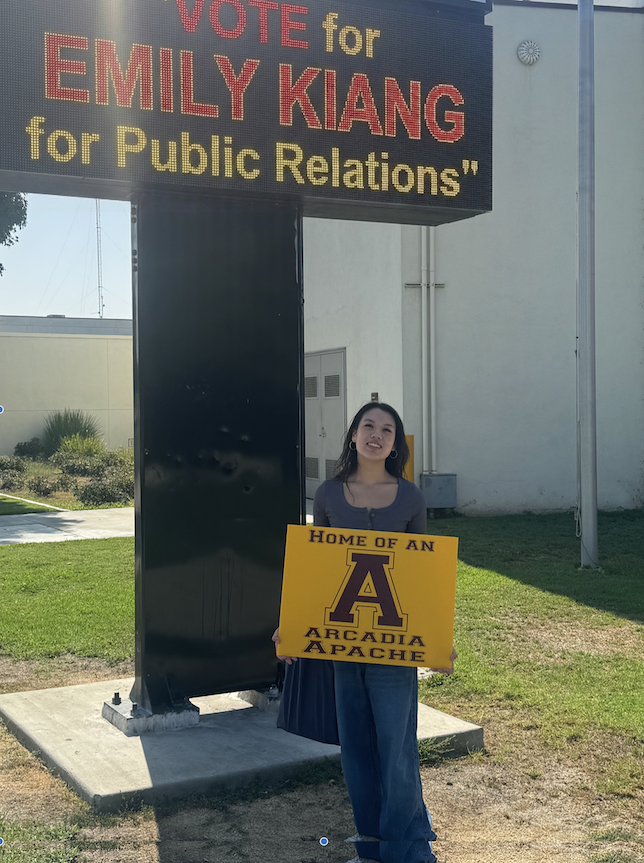 "VOTE for
EMILY KIANG
for Public Relations"
HOME OF AN
A
ARCADIA
APACHE